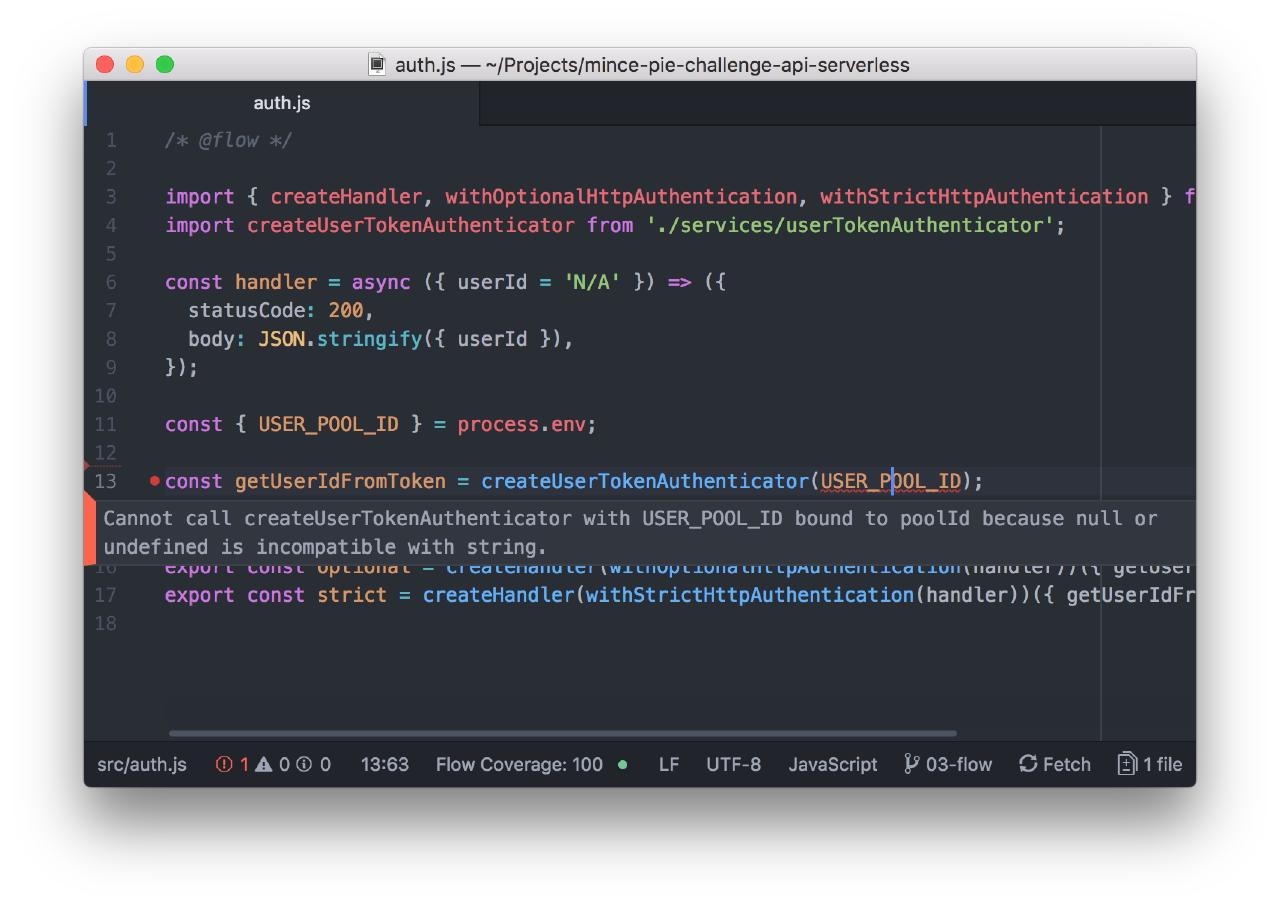 auth.js — ~/Projects/mince-pie-challenge-api-serverless
auth.js
1 /* @flow */
2
3 import { createHandler, withOptionalHttpAuthentication, withStrictHttpAuthentication } f
4 import createUserTokenAuthenticator from './services/userTokenAuthenticator';
5
6 const handler = async ({ userId = 'N/A' }) => ({
7 statusCode: 200,
8 body: JSON.stringify({ userId }),
9 });
10
11 const { USER_POOL_ID } = process.env;
12
13 const getUserIdFromToken = createUserTokenAuthenticator(USER_POOL_ID);
Cannot call createUserTokenAuthenticator with USER_POOL_ID bound to poolId because null or
undefined is incompatible with string.
16 export const optional = createHandler(withOptionalHttpAuthentication(handler))({ getUser
17 export const strict = createHandler(withStrictHttpAuthentication(handler))({ getUserIdFr
18
src/auth.js 1 0 0 13:63 Flow Coverage: 100 LF UTF-8 JavaScript 03-flow Fetch 1 file